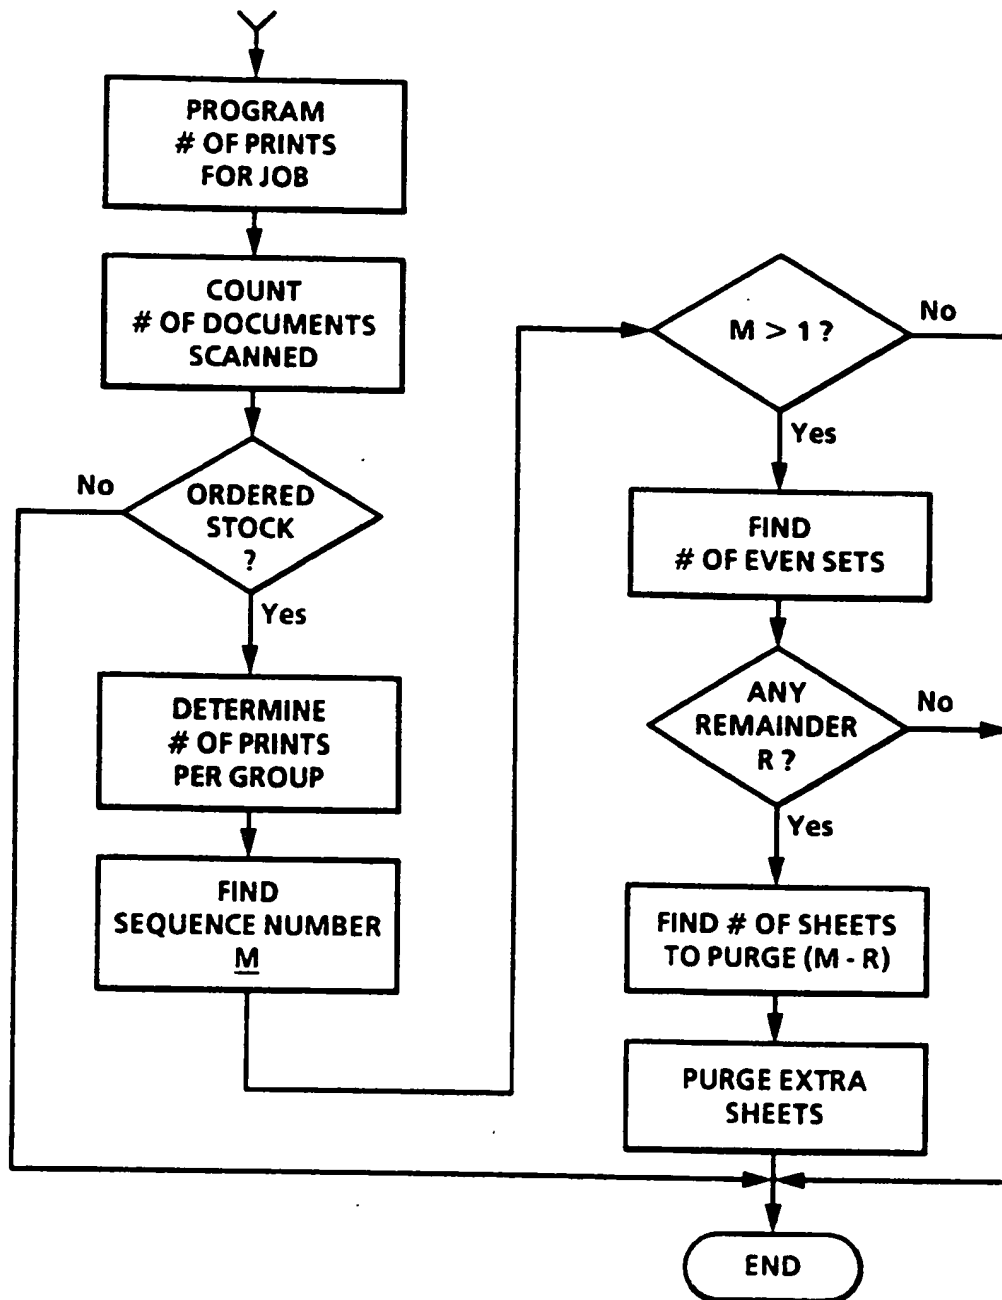 PROGRAM
# OF PRINTS
FOR JOB
COUNT
# OF DOCUMENTS
SCANNED
No
ORDERED
STOCK
?
Yes
DETERMINE
# OF PRINTS
PER GROUP
FIND
SEQUENCE NUMBER
M
M > 1 ?
No
Yes
FIND
# OF EVEN SETS
ANY
REMAINDER
R ?
No
Yes
FIND # OF SHEETS
TO PURGE (M - R)
PURGE EXTRA
SHEETS
END